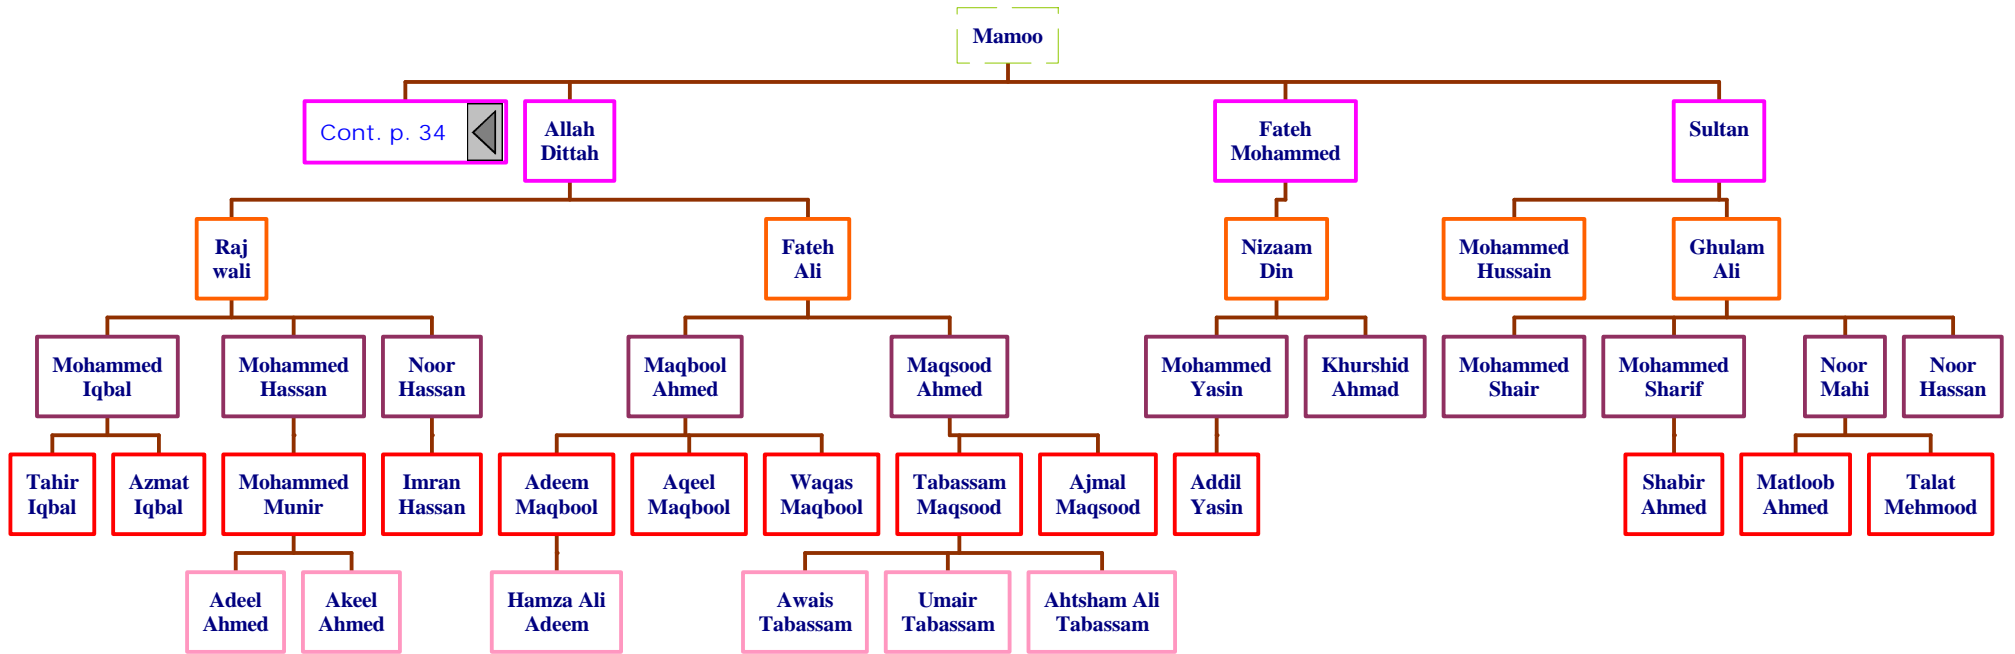 Mamoo
Cont. p. 34
Allah
Dittah
Fateh
Mohammed
Sultan
Raj
wali
Fateh
Ali
Nizaam
Din
Mohammed
Hussain
Ghulam
Ali
Mohammed
Iqbal
Mohammed
Hassan
Noor
Hassan
Maqbool
Ahmed
Maqsood
Ahmed
Mohammed
Yasin
Khurshid
Ahmad
Mohammed
Shair
Mohammed
Sharif
Noor
Mahi
Noor
Hassan
Tahir
Iqbal
Azmat
Iqbal
Mohammed
Munir
Imran
Hassan
Adeem
Maqbool
Aqeel
Maqbool
Waqas
Maqbool
Tabassam
Maqsood
Ajmal
Maqsood
Addil
Yasin
Shabir
Ahmed
Matloob
Ahmed
Talat
Mehmood
Adeel
Ahmed
Akeel
Ahmed
Hamza Ali
Adeem
Awais
Tabassam
Umair
Tabassam
Ahtsham Ali
Tabassam